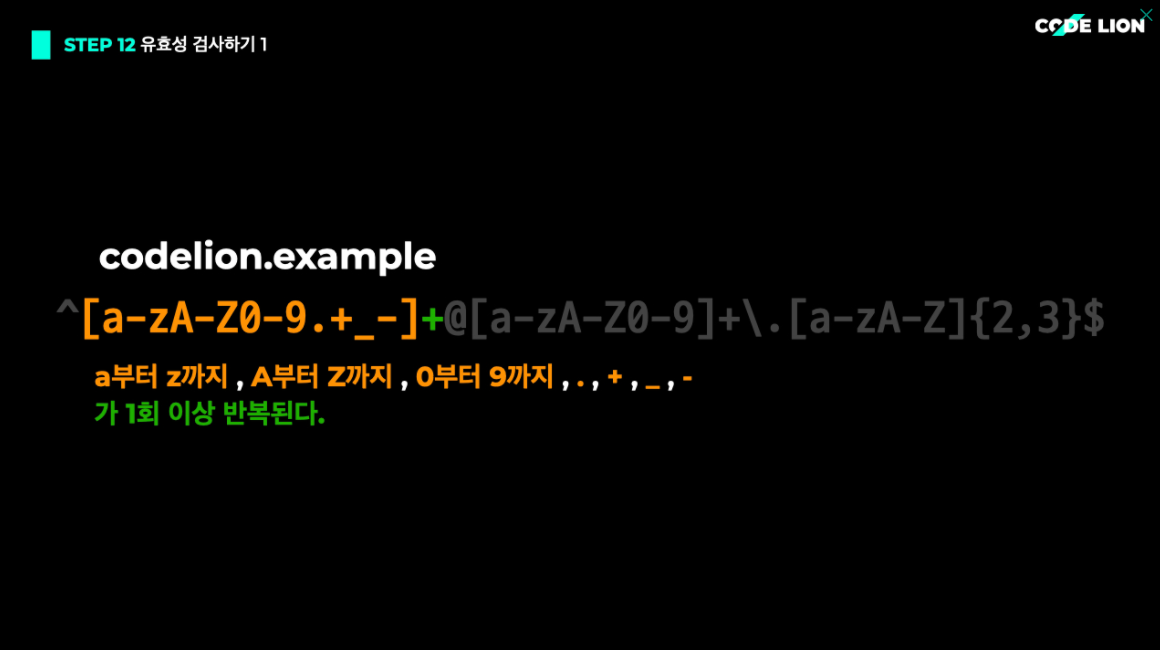 STEP 12 유효성 검사하기 1
CODE LION
codelion.example
^[a-zA-Z0-9.+_-]+@[a-zA-Z0-9]+\.[a-zA-Z]{2,3}$
a부터 z까지 , A부터 Z까지 , 0부터 9까지 , . , + , _ , -
가 1회 이상 반복된다.